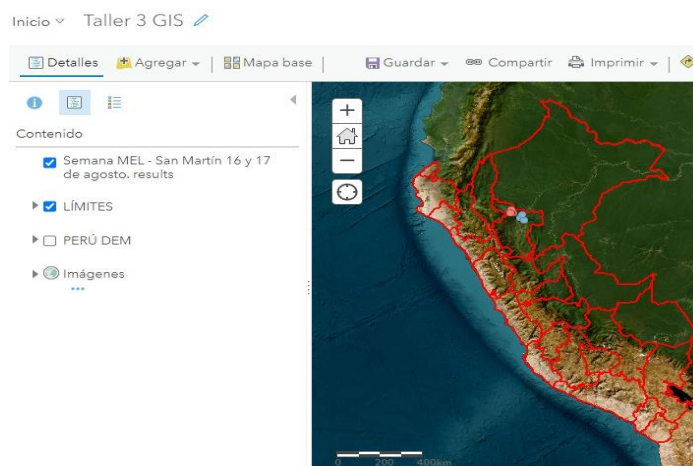 Inicio Taller 3 GIS
Detalles Agregar | Mapa base | Guardar Compartir Imprimir |
Contenido
Semana MEL - San Martín 16 y 17
de agosto. results
LÍMITES
PERÚ DEM
Imágenes
0 200 400km